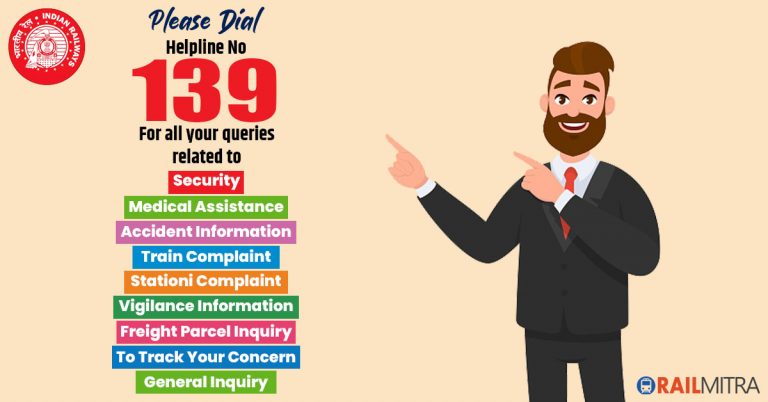 भारतीय रेल INDIAN RAILWAYS
Please Dial
Helpline No
139
For all your queries
related to
Security
Medical Assistance
Accident Information
Train Complaint
Stationi Complaint
Vigilance Information
Freight Parcel Inquiry
To Track Your Concern
General Inquiry
RAILMITRA